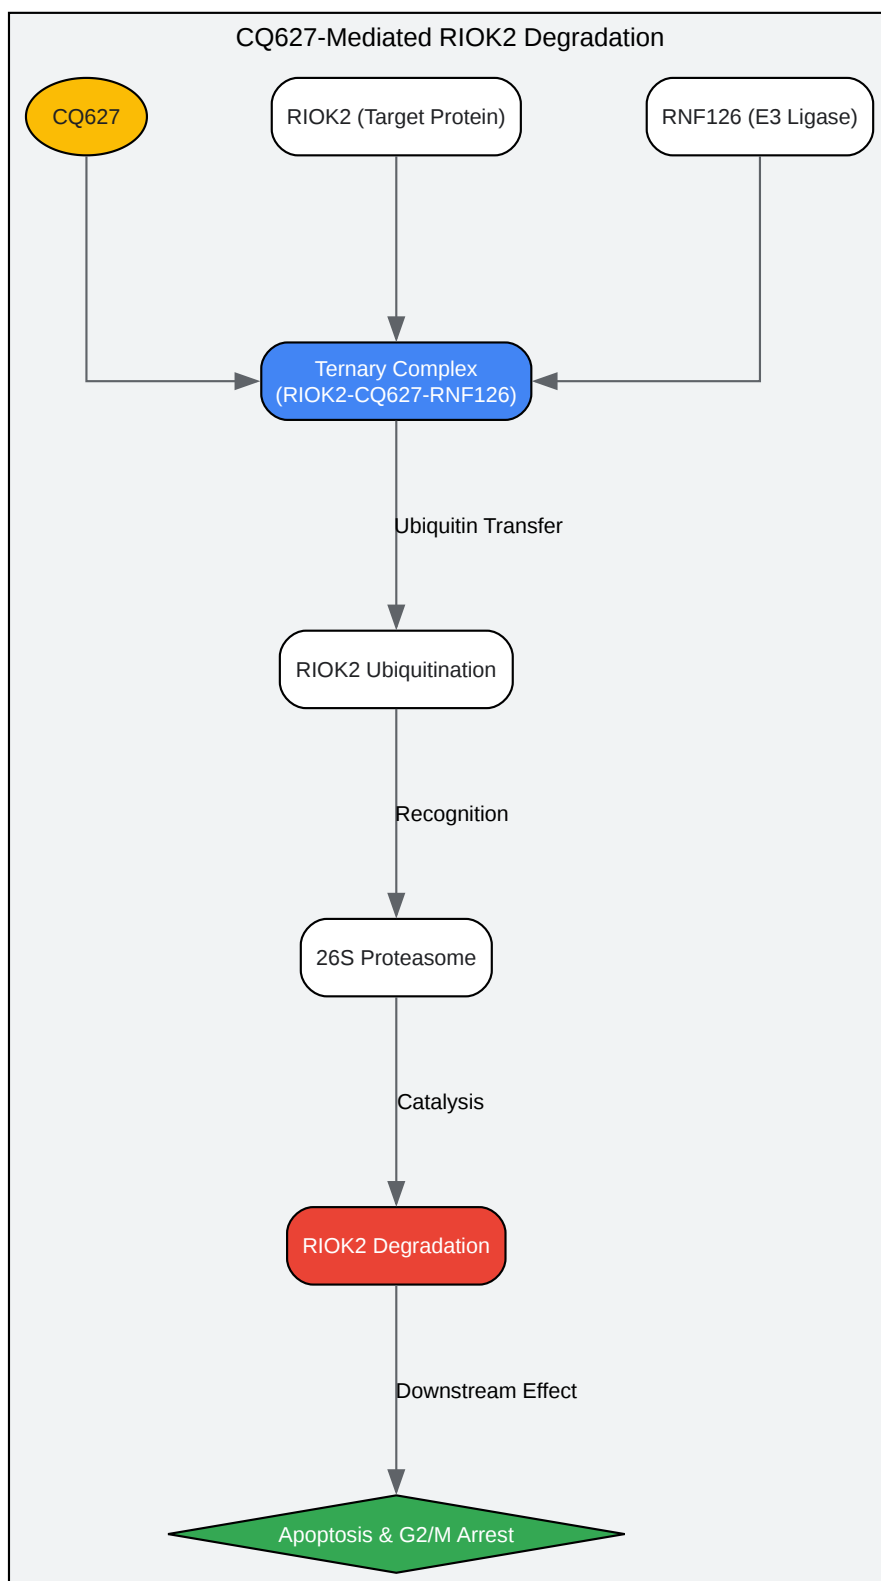 CQ627-Mediated RIOK2 Degradation
CQ627
RIOK2 (Target Protein)
RNF126 (E3 Ligase)
Ternary Complex
(RIOK2-CQ627-RNF126)
Ubiquitin Transfer
RIOK2 Ubiquitination
Recognition
26S Proteasome
Catalysis
RIOK2 Degradation
Downstream Effect
Apoptosis & G2/M Arrest